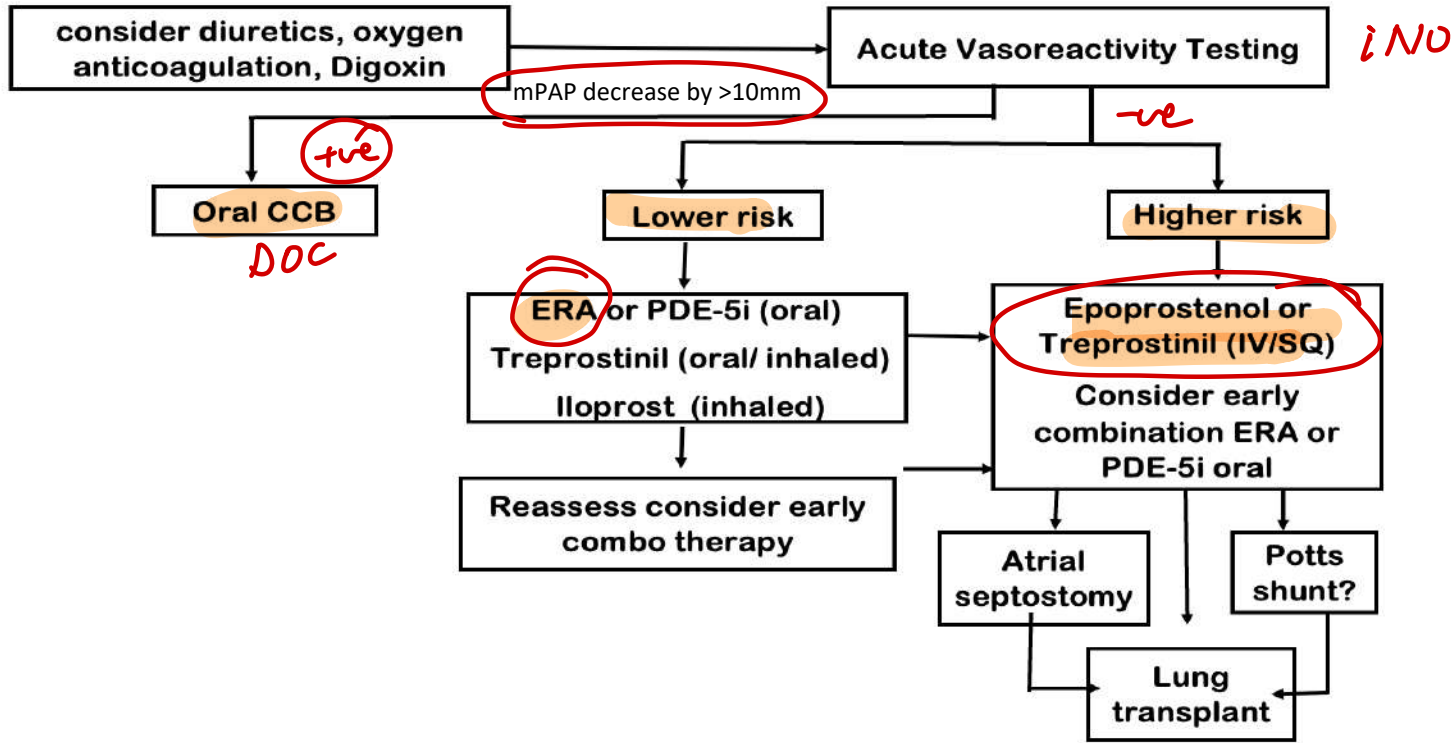 consider diuretics, oxygen
anticoagulation, Digoxin
Acute Vasoreactivity Testing
iNO
mPAP decrease by >10mm
+ve
-ve
Oral CCB
DOC
Lower risk
Higher risk
ERA or PDE-5i (oral)
Treprostinil (oral/ inhaled)
Iloprost (inhaled)
Epoprostenol or
Treprostinil (IV/SQ)
Consider early
combination ERA or
PDE-5i oral
Reassess consider early
combo therapy
Atrial
septostomy
Potts
shunt?
Lung
transplant